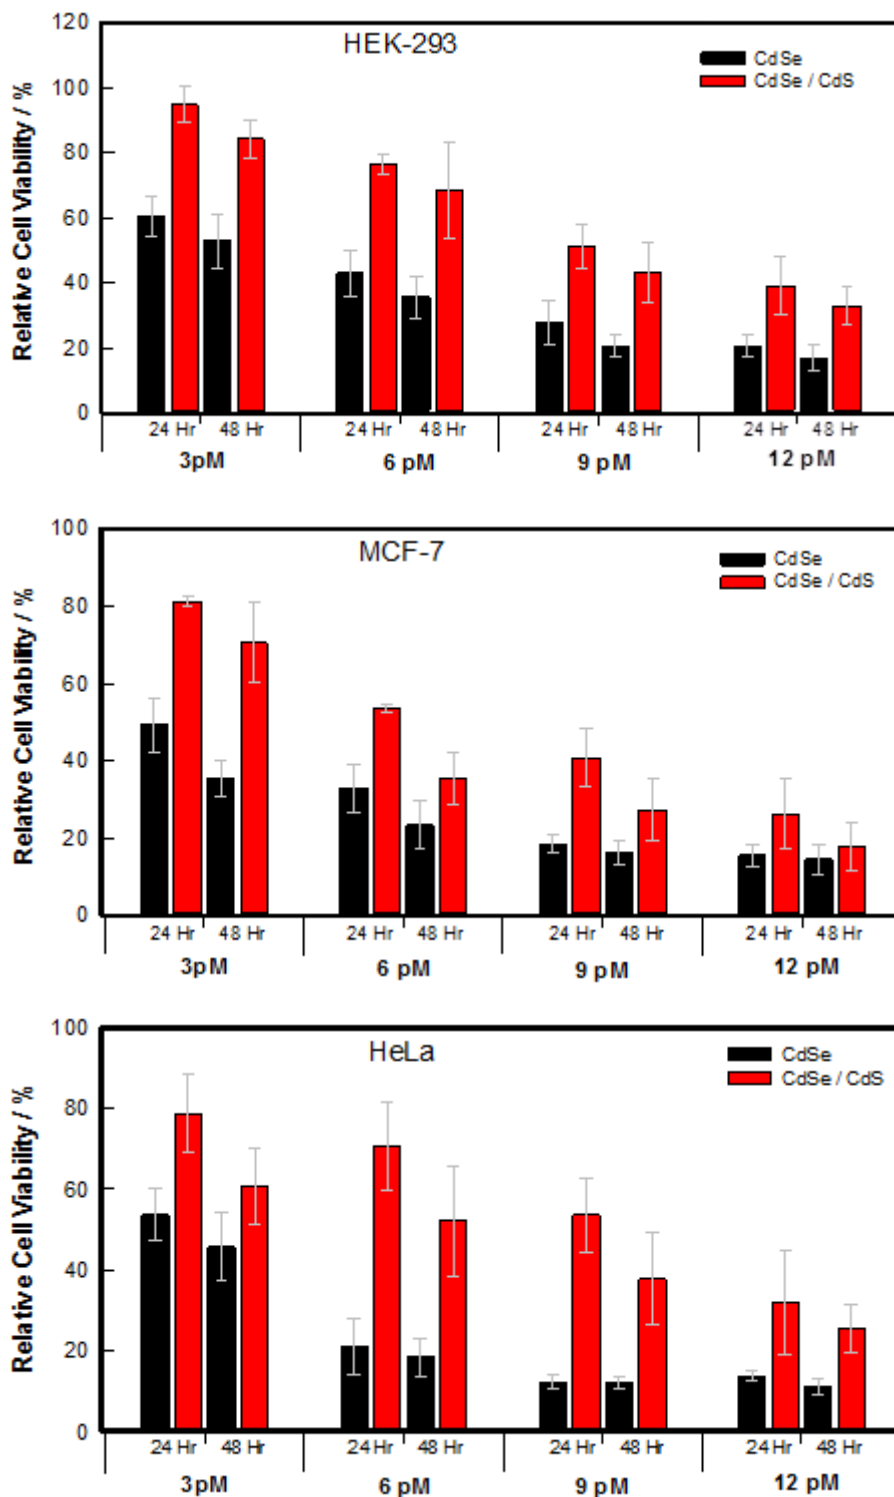 HEK-293
CdSe
CdSe / CdS
Relative Cell Viability / %
120
100
80
60
40
20
0
24 Hr 48 Hr 24 Hr 48 Hr 24 Hr 48 Hr 24 Hr 48 Hr
3pM 6 pM 9 pM 12 pM
MCF-7
CdSe
CdSe / CdS
Relative Cell Viability / %
100
80
60
40
20
0
24 Hr 48 Hr 24 Hr 48 Hr 24 Hr 48 Hr 24 Hr 48 Hr
3pM 6 pM 9 pM 12 pM
HeLa
CdSe
CdSe / CdS
Relative Cell Viability / %
100
80
60
40
20
0
24 Hr 48 Hr 24 Hr 48 Hr 24 Hr 48 Hr 24 Hr 48 Hr
3pM 6 pM 9 pM 12 pM